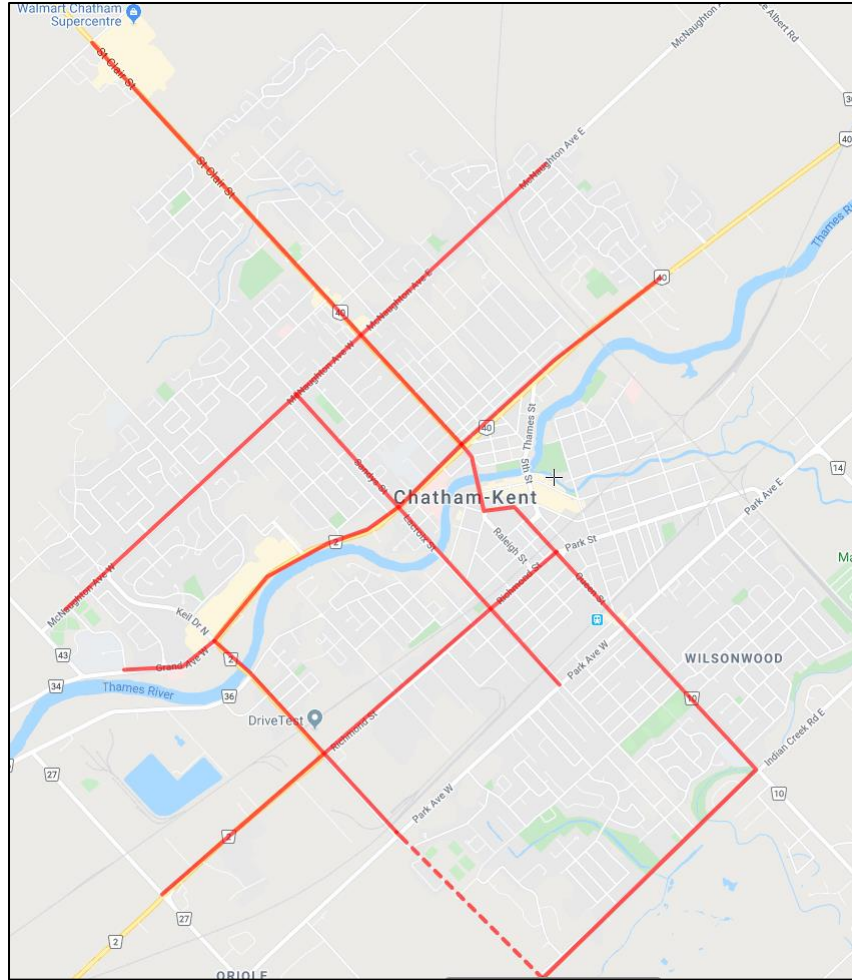 Walmart Chatham
Supercentre
McNaughton A
e Albert Rd
36
St Clair St
40
McNaughton Ave E
St Clair St
Thames Ri
40
McNaughton Ave E
40
McNaughton Ave W
40
Thames St
5th St
14
Sandys St
Chatham-Kent
Park Ave E
Lacroix St
2
Raleigh St
Park St
Ma
Richmond St
Queen St
McNaughton Ave W
Keil Dr N
43
Grand Ave W
2
Park Ave W
WILSONWOOD
34
Thames River
36
10
DriveTest
Richmond St
Indian Creek Rd E
27
10
Park Ave W
2
27
2
ORIOLE